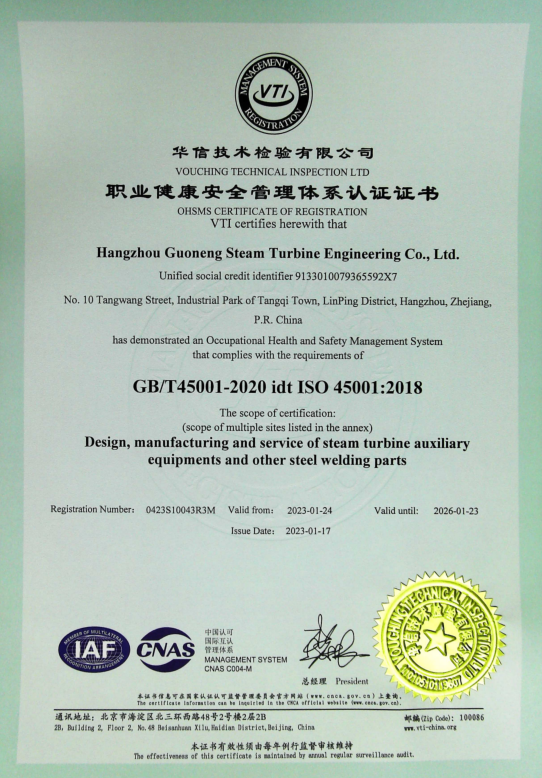 MANAGEMENT SYSTEM
VTI
REGISTRATION
华信技术检验有限公司
VOUCHING TECHNICAL INSPECTION LTD
职业健康安全管理体系认证证书
OHSMS CERTIFICATE OF REGISTRATION
VTI certifies herewith that
Hangzhou Guoneng Steam Turbine Engineering Co., Ltd.
Unified social credit identifier 9133010079365592X7
No. 10 Tangwang Street, Industrial Park of Tangqi Town, LinPing District, Hangzhou, Zhejiang,
P.R. China
has demonstrated an Occupational Health and Safety Management System
that complies with the requirements of
GB/T45001-2020 idt ISO 45001:2018
The scope of certification:
(scope of multiple sites listed in the annex)
Design, manufacturing and service of steam turbine auxiliary
equipments and other steel welding parts
Registration Number: 0423S10043R3M Valid from: 2023-01-24 Valid until: 2026-01-23
Issue Date: 2023-01-17
MEMBER OF MULTILATERAL
IAF
RECOGNITION ARRANGEMENT
CNAS
中国认可
国际互认
管理体系
MANAGEMENT SYSTEM
CNAS C004-M
总经理 President
VOUCHING TECHNICAL INSPECTION LTD
本证书信息可在国家认证认可监督管理委员会官方网站 (www.cnca.gov.cn) 上查询。
The certificate information can be inquiried in the CNCA official website (www.cnca.gov.cn).
通讯地址: 北京市海淀区北三环西路48号2号楼2层2B 邮编(Zip Code): 100086
2B, Building 2, Floor 2, No.48 Beisanhuan Xilu,Haidian District,Beijing, China www.vti-china.org
本证书有效性须由每年例行监督审核维持
The effectiveness of this certificate is maintained by annual regular surveillance audit.